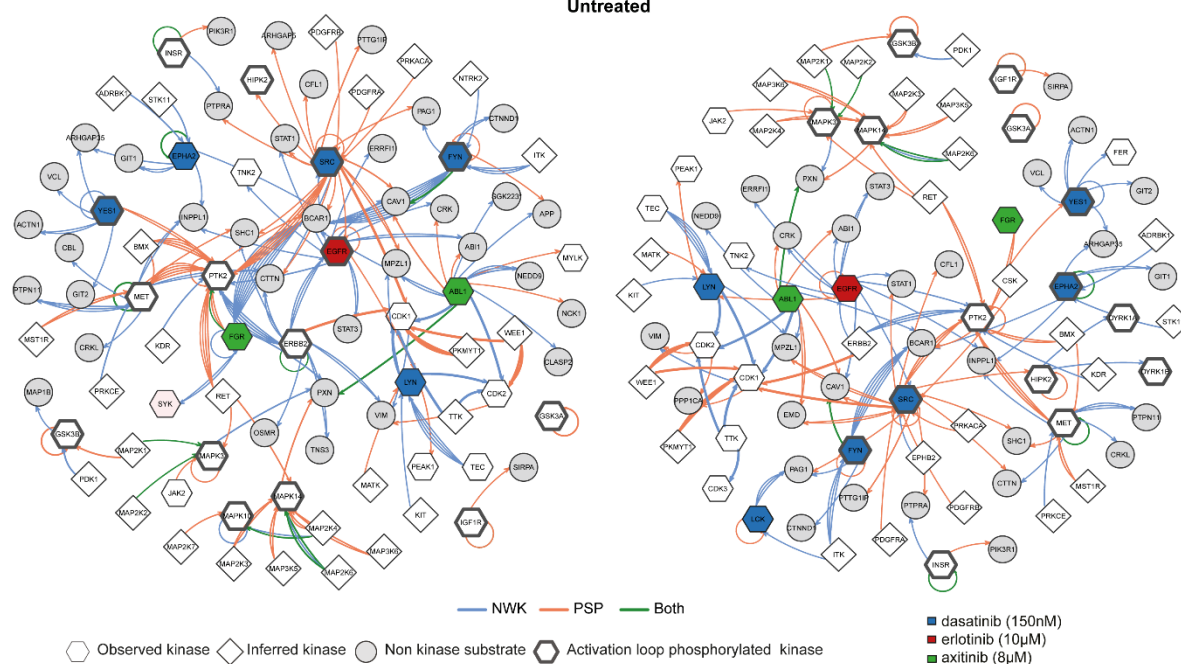 Untreated
INSR
PIK3R1
ARHGAP5
PDGFRB
PTTG1IP
PRKACA
HIPK2
CFL1
PDGFRA
NTRK2
ADRBK1
STK11
PTPRA
PAG1
CTNND1
STAT1
ERRFI1
ARHGAP35
GIT1
EPHA2
SRC
FYN
ITK
TNK2
VCL
CAV1
CRK
APP
YES1
INPPL1
BCAR1
ACTN1
SHC1
ABI1
CBL
BMX
EGFR
MPZL1
MYLK
PTK2
CTTN
NEDD9
PTPN11
GIT2
MET
ABL1
NCK1
MST1R
CRKL
KDR
FGR
ERBB2
STAT3
CDK1
WEE1
PKMYT1
CLASP2
PRKCE
LYN
CDK2
MAP1B
SYK
RET
PXN
VIM
TTK
GSK3A
GSK3B
OSMR
TNS3
MAP2K1
MAPK3
PEAK1
TEC
SIRPA
PDK1
JAK2
MATK
MAP2K2
MAPK10
MAPK14
KIT
IGF1R
MAP2K4
MAP2K7
MAP2K3
MAP3K5
MAP2K6
MAP3K6
GSK3B
PDK1
MAP2K1
MAP2K2
MAP3K6
MAP2K3
IGF1R
SIRPA
MAP3K5
JAK2
MAP2K4
MAPK3
MAPK14
GSK3A
ACTN1
MAP2K6
FER
PEAK1
ERRFI1
PXN
STAT3
RET
VCL
GIT2
TEC
NEDD9
YES1
CRK
ABI1
FGR
ARHGAP35
ADRBK1
MATK
TNK2
CFL1
GIT1
KIT
LYN
ABL1
EGFR
STAT1
CSK
EPHA2
PTK2
STK11
VIM
CDK2
MPZL1
ERBB2
BCAR1
BMX
INPPL1
WEE1
CDK1
CAV1
HIPK2
KDR
DYRK1B
PPP1CA
SRC
PKMYT1
EMD
PRKACA
MET
PTPN11
TTK
FYN
SHC1
CRKL
CDK3
PAG1
EPHB2
CTTN
MST1R
PTTG1IP
PTPRA
PDGFRB
PRKCE
LCK
CTNND1
PDGFRA
ITK
INSR
PIK3R1
NWK PSP Both
dasatinib (150nM)
erlotinib (10μM)
axitinib (8μM)
Observed kinase Inferred kinase Non kinase substrate Activation loop phosphorylated kinase